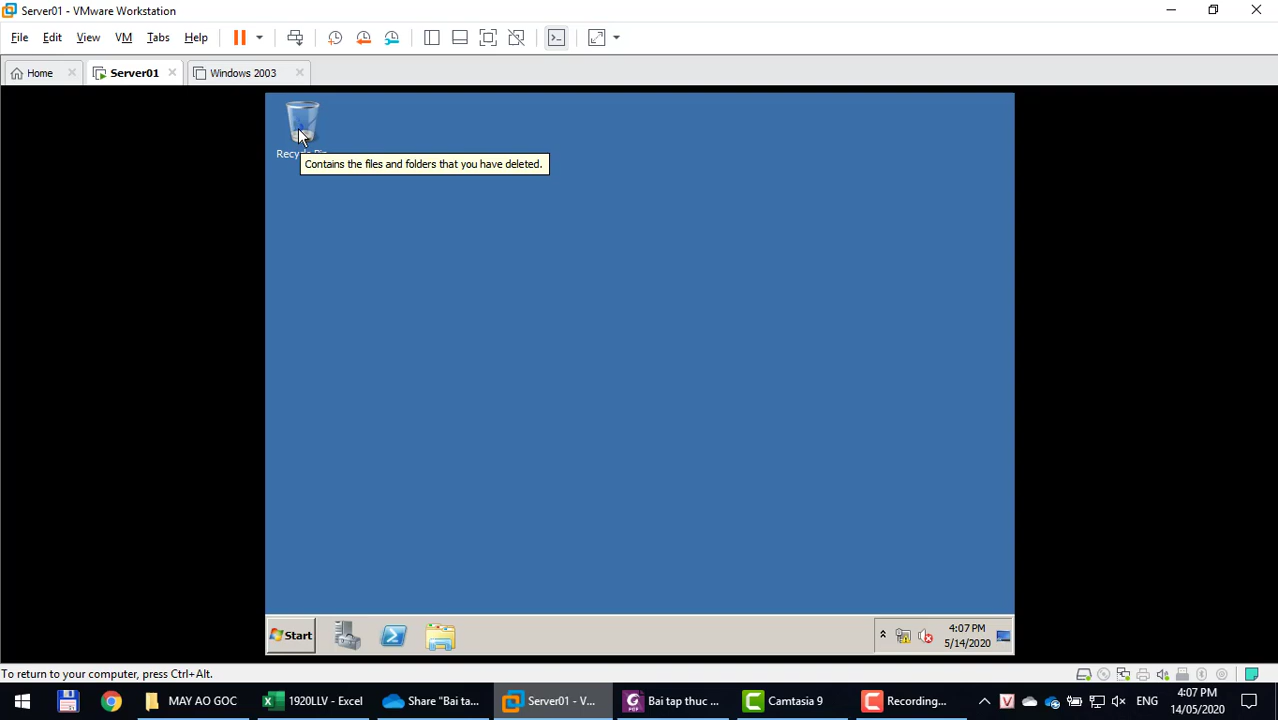 Server01 - VMware Workstation
File Edit View VM Tabs Help
Home Server01 Windows 2003
Contains the files and folders that you have deleted.
Start
4:07 PM
5/14/2020
To return to your computer, press Ctrl+Alt.
MAY AO GOC 1920LLV - Excel Share "Bai ta... Server01 - V... Bai tap thuc ... Camtasia 9 Recording... ENG
4:07 PM
14/05/2020